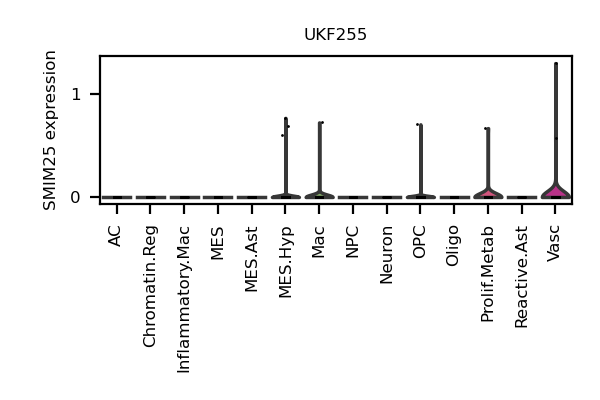 UKF255
SMIM25 expression
1
0
AC
Chromatin.Reg
Inflammatory.Mac
MES
MES.Ast
MES.Hyp
Mac
NPC
Neuron
OPC
Oligo
Prolif.Metab
Reactive.Ast
Vasc